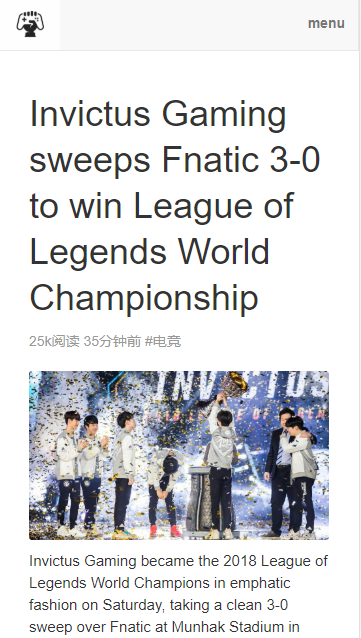 menu
Invictus Gaming
sweeps Fnatic 3-0
to win League of
Legends World
Championship
25k阅读 35分钟前 #电竞
INVICTUS
Invictus Gaming became the 2018 League of
Legends World Champions in emphatic
fashion on Saturday, taking a clean 3-0
sweep over Fnatic at Munhak Stadium in